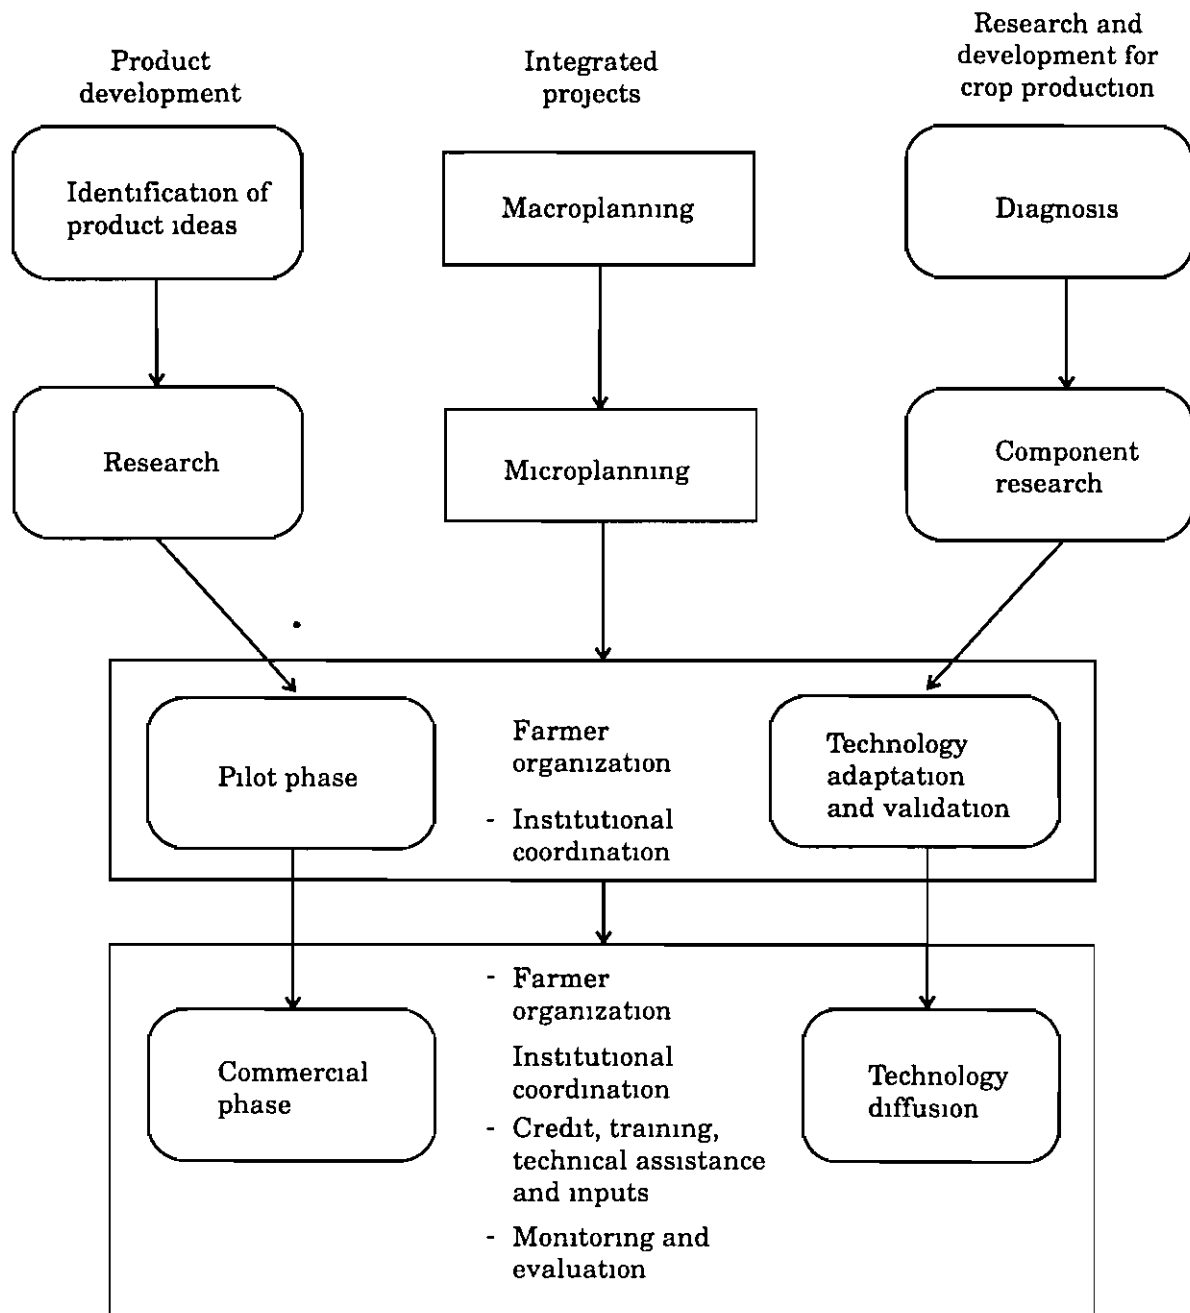 Product
development
Integrated
projects
Research and
development for
crop production
Identification of
product ideas
Macroplanning
Diagnosis
Research
Microplanning
Component
research
Pilot phase
Farmer
organization
- Institutional
coordination
Technology
adaptation
and validation
Commercial
phase
- Farmer
organization
Institutional
coordination
- Credit, training,
technical assistance
and inputs
- Monitoring and
evaluation
Technology
diffusion